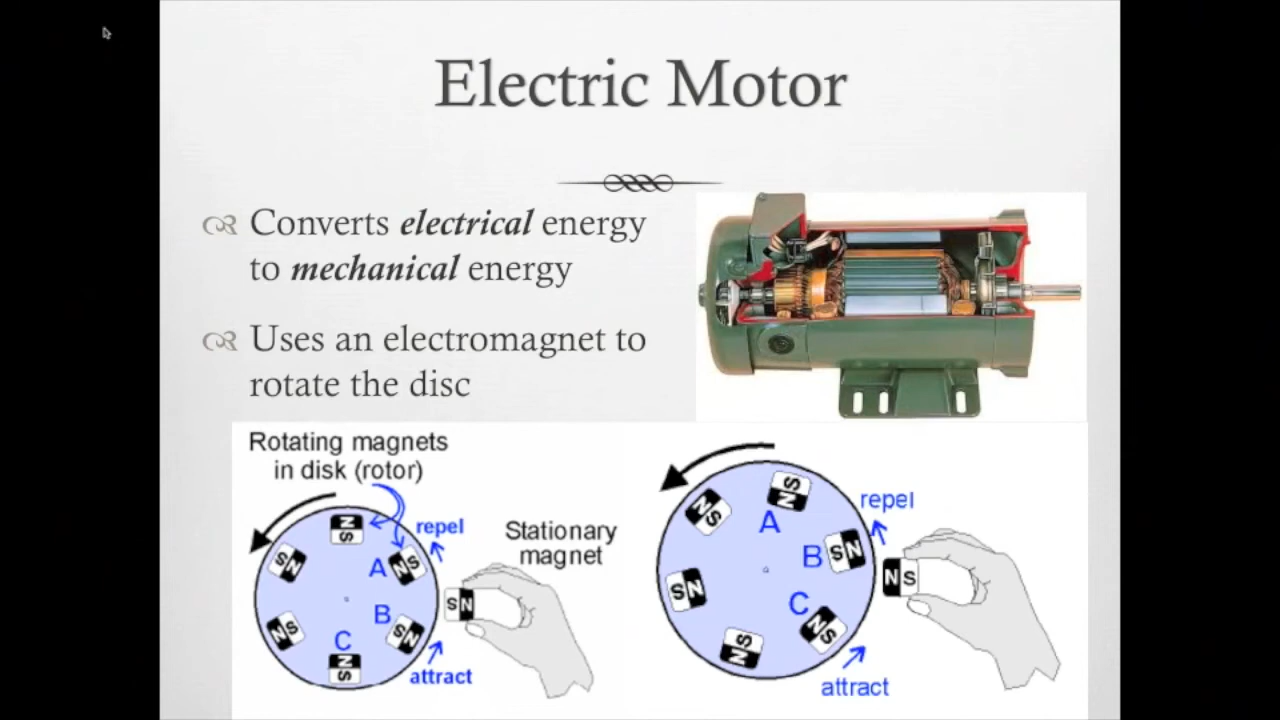 Electric Motor
Converts electrical energy
to mechanical energy
Uses an electromagnet to
rotate the disc
Rotating magnets
in disk (rotor)
repel
Stationary
magnet
N
S
S N
A
N S
S N
B
N S
C
S N
N
S
attract
repel
S
N
A
N S
B
S N
N S
S N
C
N S
S
N
attract